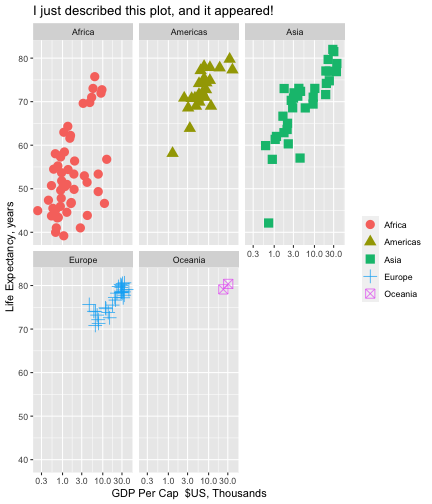 I just described this plot, and it appeared!
Africa
Americas
Asia
80
70
60
50
40
0.3 1.0 3.0 10.0 30.0
Europe
Oceania
80
70
60
50
40
0.3 1.0 3.0 10.0 30.0
0.3 1.0 3.0 10.0 30.0
GDP Per Cap $US, Thousands
Life Expectancy, years
Africa
Americas
Asia
Europe
Oceania